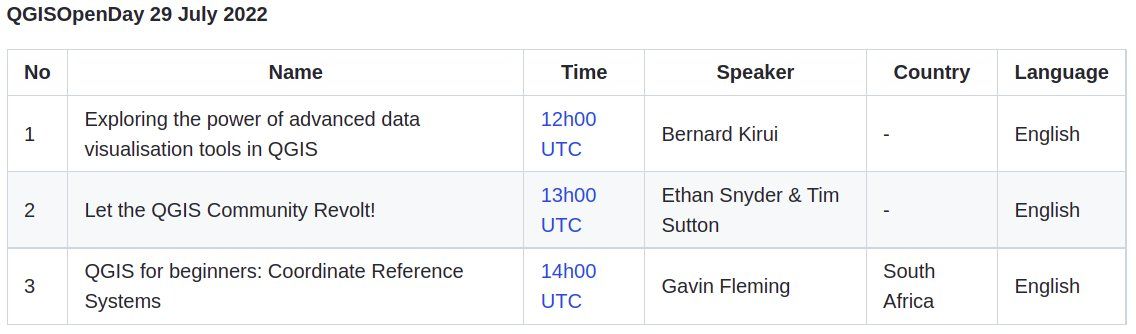 QGISOpenDay 29 July 2022
No Name Time Speaker Country Language
1 Exploring the power of advanced data visualisation tools in QGIS 12h00 UTC Bernard Kirui - English
2 Let the QGIS Community Revolt! 13h00 UTC Ethan Snyder & Tim Sutton - English
3 QGIS for beginners: Coordinate Reference Systems 14h00 UTC Gavin Fleming South Africa English